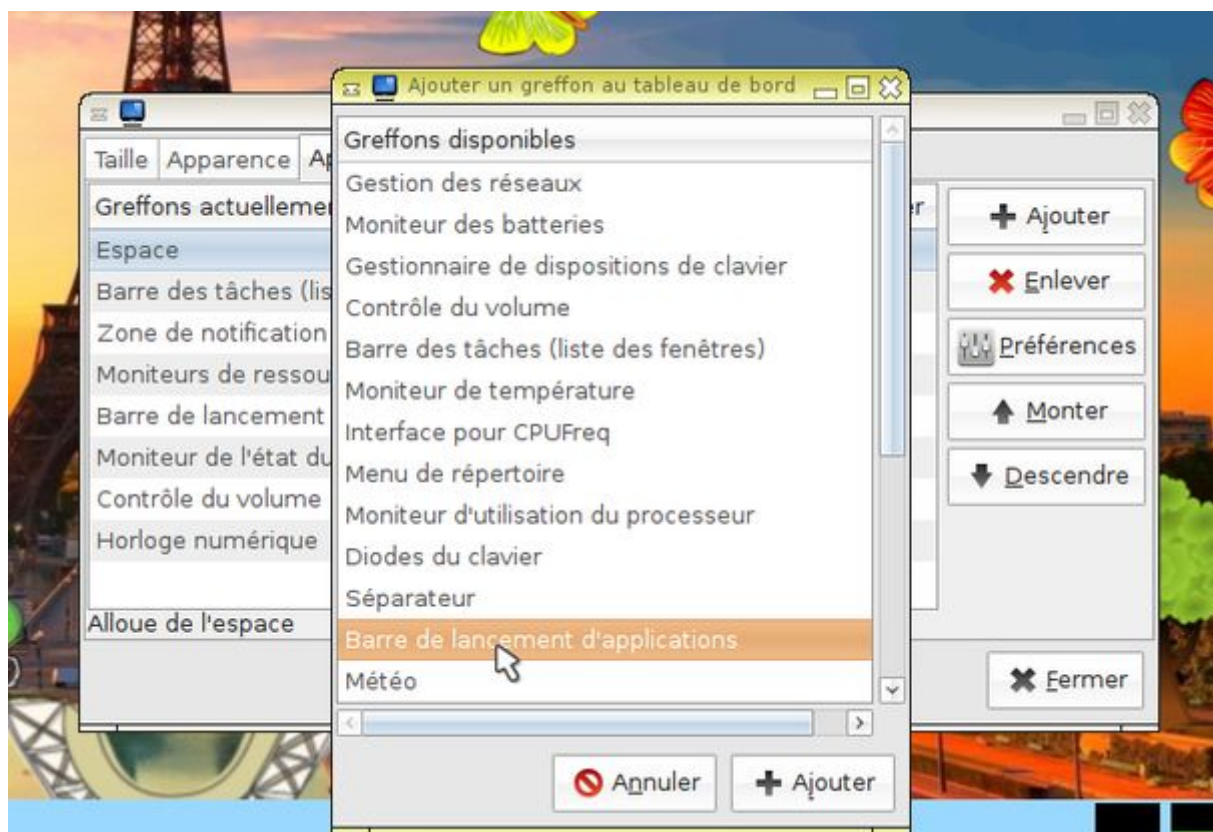 Ajouter un greffon au tableau de bord
Greffons disponibles
Gestion des réseaux
Moniteur des batteries
Gestionnaire de dispositions de clavier
Contrôle du volume
Barre des tâches (liste des fenêtres)
Moniteur de température
Interface pour CPUFreq
Menu de répertoire
Moniteur d'utilisation du processeur
Diodes du clavier
Séparateur
Barre de lancement d'applications
Météo
Annuler
Ajouter
Taille
Apparence
Greffons
Espace
Barre des tâches
Zone de notification
Moniteurs de
Barre de lancement
Moniteur de l'état du
Contrôle du volume
Horloge numérique
Alloue de l'espace
Ajouter
Enlever
Préférences
Monter
Descendre
Fermer